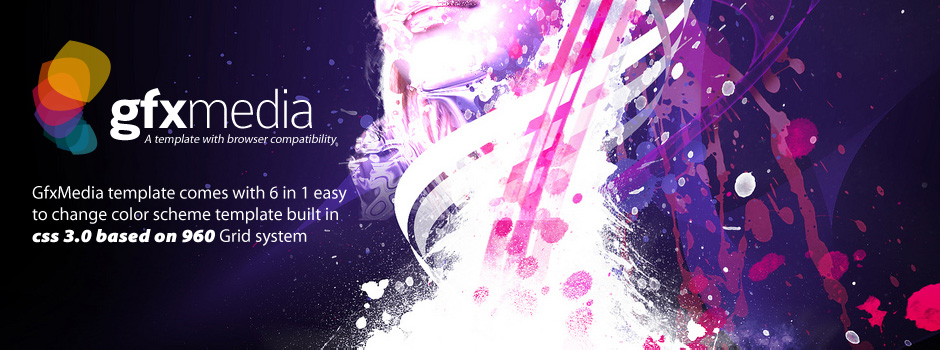 gfxmedia
A template with browser compatibility.
GfxMedia template comes with 6 in 1 easy
to change color scheme template built in
css 3.0 based on 960 Grid system